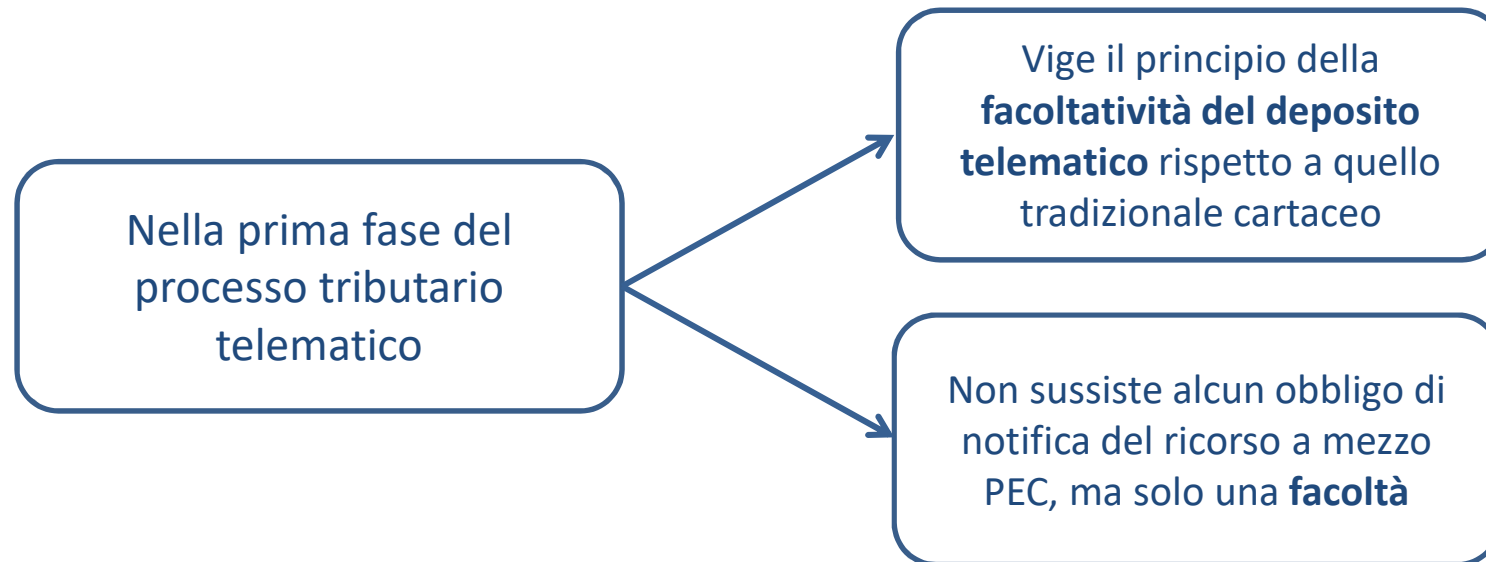 Nella prima fase del
processo tributario
telematico
Vige il principio della
facoltatività del deposito
telematico rispetto a quello
tradizionale cartaceo
Non sussiste alcun obbligo di
notifica del ricorso a mezzo
PEC, ma solo una facoltà